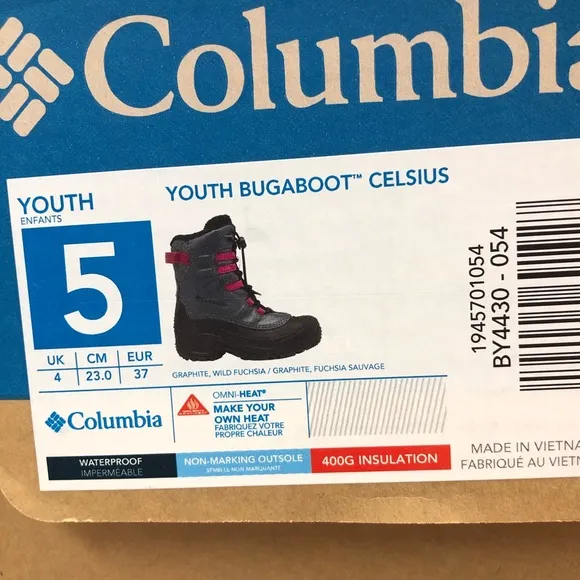 Columbia
YOUTH
ENFANTS
5
UK CM EUR
4 23.0 37
YOUTH BUGABOOT™ CELSIUS
GRAPHITE, WILD FUCHSIA / GRAPHITE, FUCHSIA SAUVAGE
1945701054
BY4430 - 054
Columbia
OMNI-HEAT®
MAKE YOUR
OWN HEAT
FABRIQUEZ VOTRE
PROPRE CHALEUR
WATERPROOF
IMPERMÉABLE
NON-MARKING OUTSOLE
SEMELLE NON MARQUANTE
400G INSULATION
MADE IN VIETNA
FABRIQUÉ AU VIETN